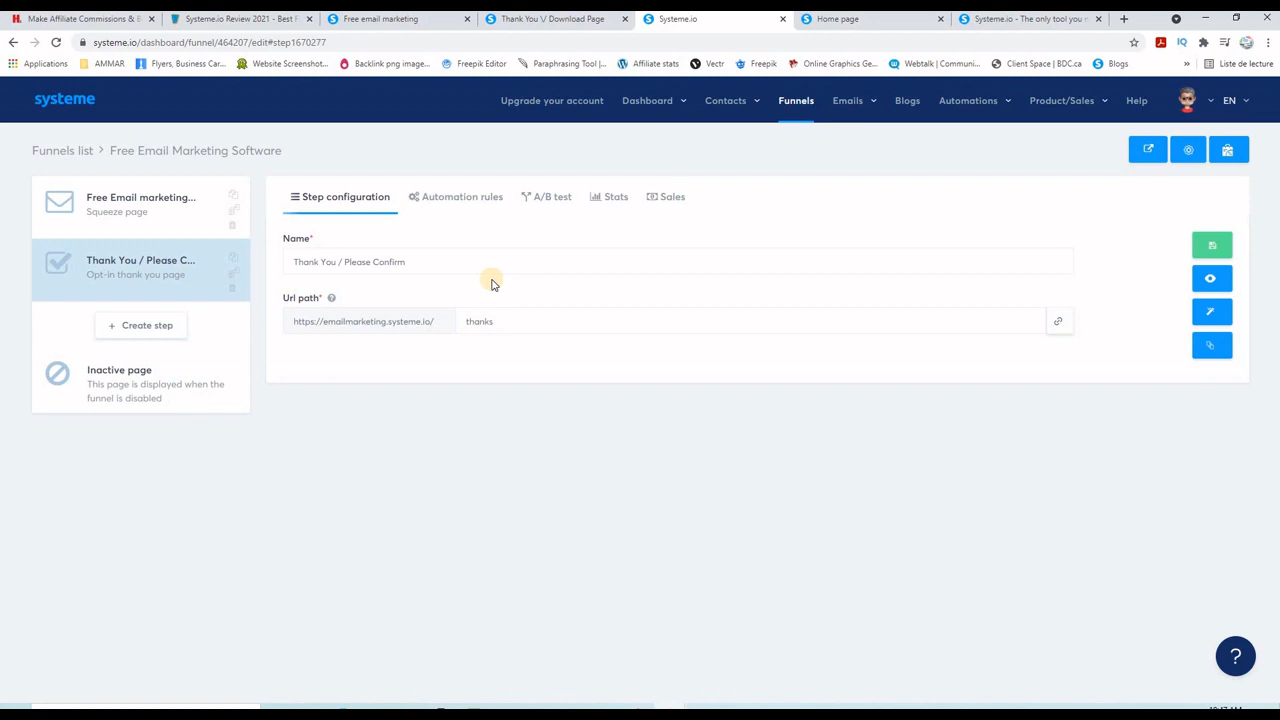 Make Affiliate Commissions & B
Systeme.io Review 2021 - Best F
Free email marketing
Thank You \/ Download Page
Systeme.io
Home page
Systeme.io - The only tool you n
systeme.io/dashboard/funnel/464207/edit#step1670277
Applications
AMMAR
Flyers, Business Car...
Website Screenshot...
Backlink png image...
Freepik Editor
Paraphrasing Tool |...
Affiliate stats
Vectr
Freepik
Online Graphics Ge...
Webtalk | Communi...
Client Space | BDC.ca
Blogs
»
Liste de lecture
systeme
Upgrade your account
Dashboard
Contacts
Funnels
Emails
Blogs
Automations
Product/Sales
Help
EN
Funnels list > Free Email Marketing Software
Free Email marketing...
Squeeze page
Thank You / Please C...
Opt-in thank you page
+ Create step
Inactive page
This page is displayed when the
funnel is disabled
Step configuration
Automation rules
A/B test
Stats
Sales
Name*
Thank You / Please Confirm
Url path* ?
https://emailmarketing.systeme.io/
thanks
?